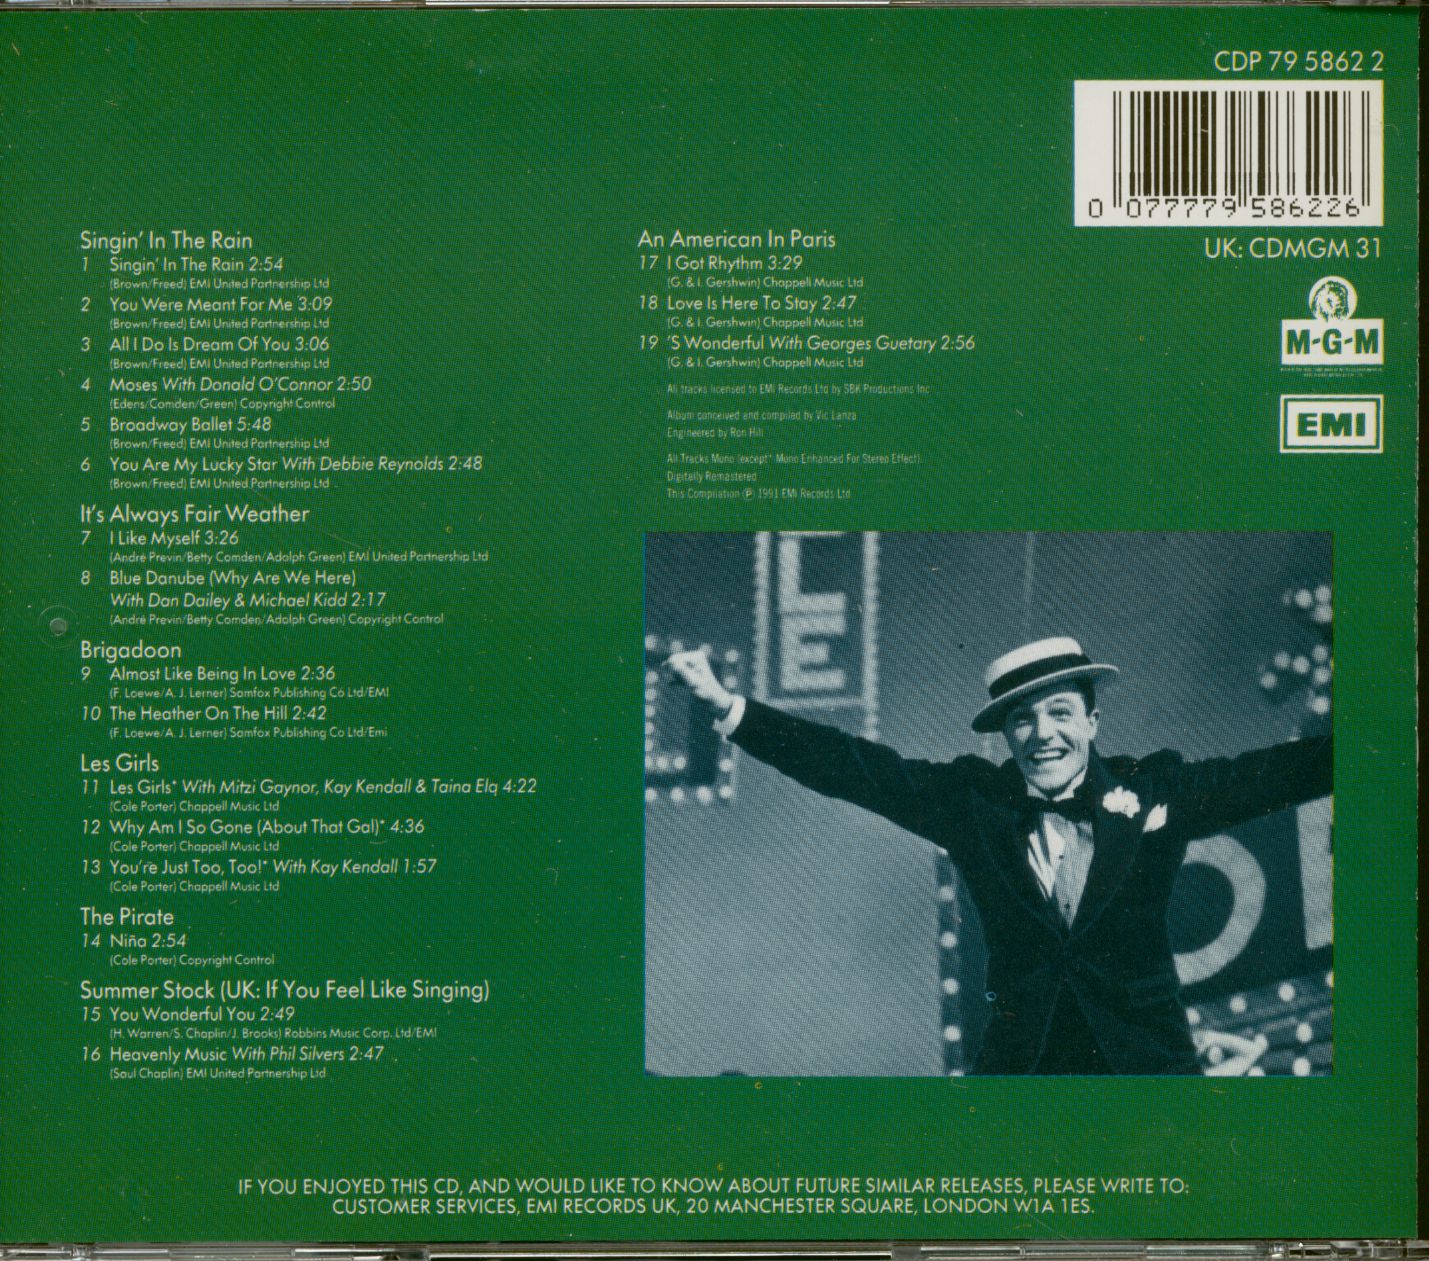 CDP 79 5862 2
0 077779 586226
UK: CDMGM 31
M-G-M
EMI
Singin' In The Rain
1 Singin' In The Rain 2:54
(Brown/Freed) EMI United Partnership Ltd
2 You Were Meant For Me 3:09
(Brown/Freed) EMI United Partnership Ltd
3 All I Do Is Dream Of You 3:06
(Brown/Freed) EMI United Partnership Ltd
4 Moses With Donald O'Connor 2:50
(Edens/Comden/Green) Copyright Control
5 Broadway Ballet 5:48
(Brown/Freed) EMI United Partnership Ltd
6 You Are My Lucky Star With Debbie Reynolds 2:48
(Brown/Freed) EMI United Partnership Ltd
It's Always Fair Weather
7 I Like Myself 3:26
(André Previn/Betty Comden/Adolph Green) EMI United Partnership Ltd
8 Blue Danube (Why Are We Here)
With Dan Dailey & Michael Kidd 2:17
(André Previn/Betty Comden/Adolph Green) Copyright Control
Brigadoon
9 Almost Like Being In Love 2:36
(F. Loewe/A. J. Lerner) Samfox Publishing Co Ltd/EMI
10 The Heather On The Hill 2:42
(F. Loewe/A. J. Lerner) Samfox Publishing Co Ltd/Emi
Les Girls
11 Les Girls* With Mitzi Gaynor, Kay Kendall & Taina Elq 4:22
(Cole Porter) Chappell Music Ltd
12 Why Am I So Gone (About That Gal)* 4:36
(Cole Porter) Chappell Music Ltd
13 You're Just Too, Too!* With Kay Kendall 1:57
(Cole Porter) Chappell Music Ltd
The Pirate
14 Niña 2:54
(Cole Porter) Copyright Control
Summer Stock (UK: If You Feel Like Singing)
15 You Wonderful You 2:49
(H. Warren/S. Chaplin/J. Brooks) Robbins Music Corp. Ltd/EMI
16 Heavenly Music With Phil Silvers 2:47
(Saul Chaplin) EMI United Partnership Ltd
An American In Paris
17 I Got Rhythm 3:29
(G. & I. Gershwin) Chappell Music Ltd
18 Love Is Here To Stay 2:47
(G. & I. Gershwin) Chappell Music Ltd
19 'S Wonderful With Georges Guetary 2:56
(G. & I. Gershwin) Chappell Music Ltd
All tracks licensed to EMI Records Ltd by SBK Productions Inc
Album conceived and compiled by Vic Lanza
Engineered by Ron Hill
All Tracks Mono (except* Mono Enhanced For Stereo Effect).
Digitally Remastered
This Compilation ℗ 1991 EMI Records Ltd
LE
IF YOU ENJOYED THIS CD, AND WOULD LIKE TO KNOW ABOUT FUTURE SIMILAR RELEASES, PLEASE WRITE TO:
CUSTOMER SERVICES, EMI RECORDS UK, 20 MANCHESTER SQUARE, LONDON W1A 1ES.